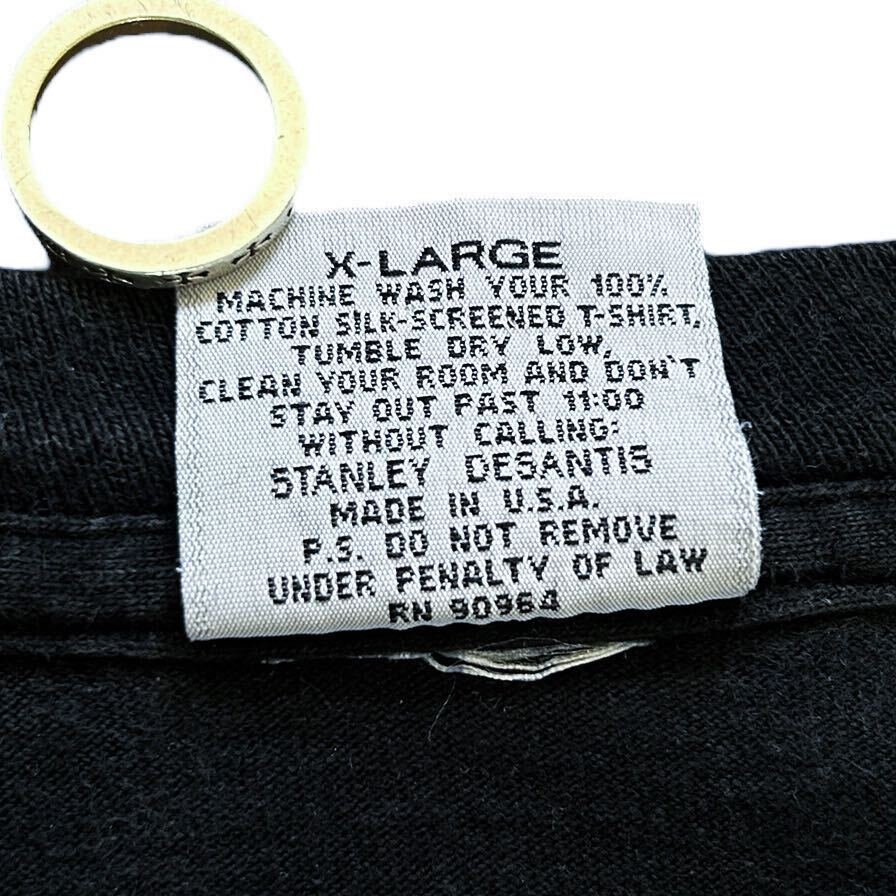 X-LARGE
MACHINE WASH YOUR 100%
COTTON SILK-SCREENED T-SHIRT,
TUMBLE DRY LOW,
CLEAN YOUR ROOM AND DON'T
STAY OUT PAST 11:00
WITHOUT CALLING:
STANLEY DESANTIS
MADE IN U.S.A.
P.S. DO NOT REMOVE
UNDER PENALTY OF LAW
RN 90964